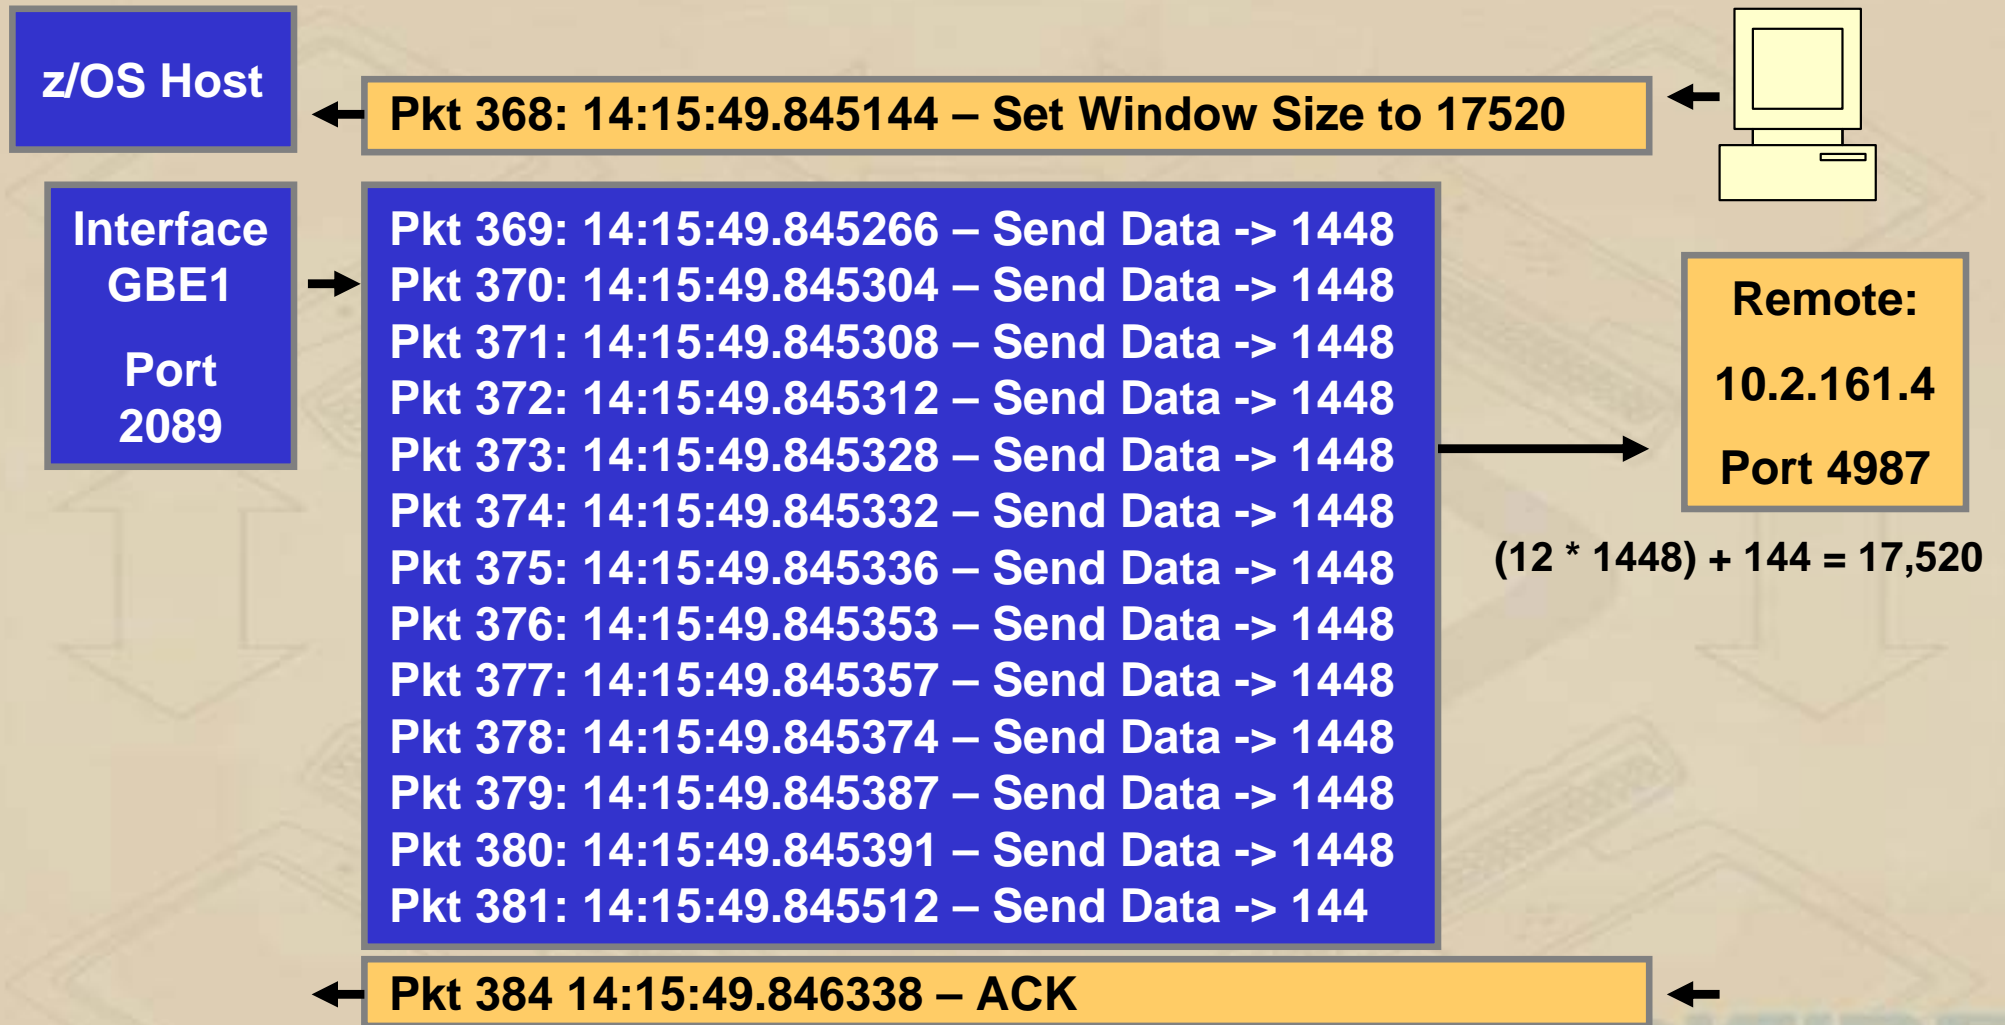 z/OS Host
Pkt 368: 14:15:49.845144 – Set Window Size to 17520
Interface
GBE1
Port
2089
Pkt 369: 14:15:49.845266 – Send Data -> 1448
Pkt 370: 14:15:49.845304 – Send Data -> 1448
Pkt 371: 14:15:49.845308 – Send Data -> 1448
Pkt 372: 14:15:49.845312 – Send Data -> 1448
Pkt 373: 14:15:49.845328 – Send Data -> 1448
Pkt 374: 14:15:49.845332 – Send Data -> 1448
Pkt 375: 14:15:49.845336 – Send Data -> 1448
Pkt 376: 14:15:49.845353 – Send Data -> 1448
Pkt 377: 14:15:49.845357 – Send Data -> 1448
Pkt 378: 14:15:49.845374 – Send Data -> 1448
Pkt 379: 14:15:49.845387 – Send Data -> 1448
Pkt 380: 14:15:49.845391 – Send Data -> 1448
Pkt 381: 14:15:49.845512 – Send Data -> 144
Remote:
10.2.161.4
Port 4987
(12 * 1448) + 144 = 17,520
Pkt 384 14:15:49.846338 – ACK